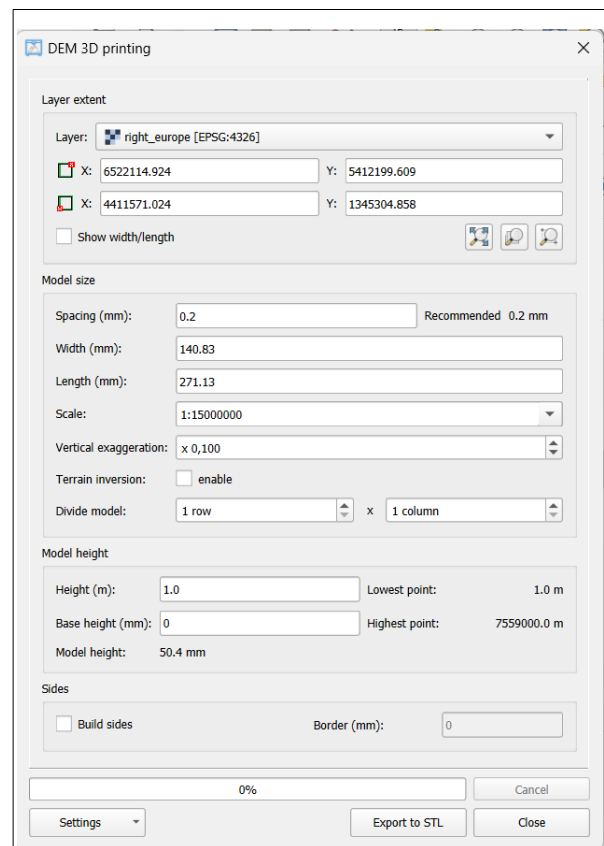 DEM 3D printing
Layer extent
Layer: right_europe [EPSG:4326]
X: 6522114.924 Y: 5412199.609
X: 4411571.024 Y: 1345304.858
Show width/length
Model size
Spacing (mm): 0.2 Recommended 0.2 mm
Width (mm): 140.83
Length (mm): 271.13
Scale: 1:15000000
Vertical exaggeration: x 0,100
Terrain inversion: enable
Divide model: 1 row x 1 column
Model height
Height (m): 1.0 Lowest point: 1.0 m
Base height (mm): 0 Highest point: 7559000.0 m
Model height: 50.4 mm
Sides
Build sides Border (mm): 0
0% Cancel
Settings Export to STL Close